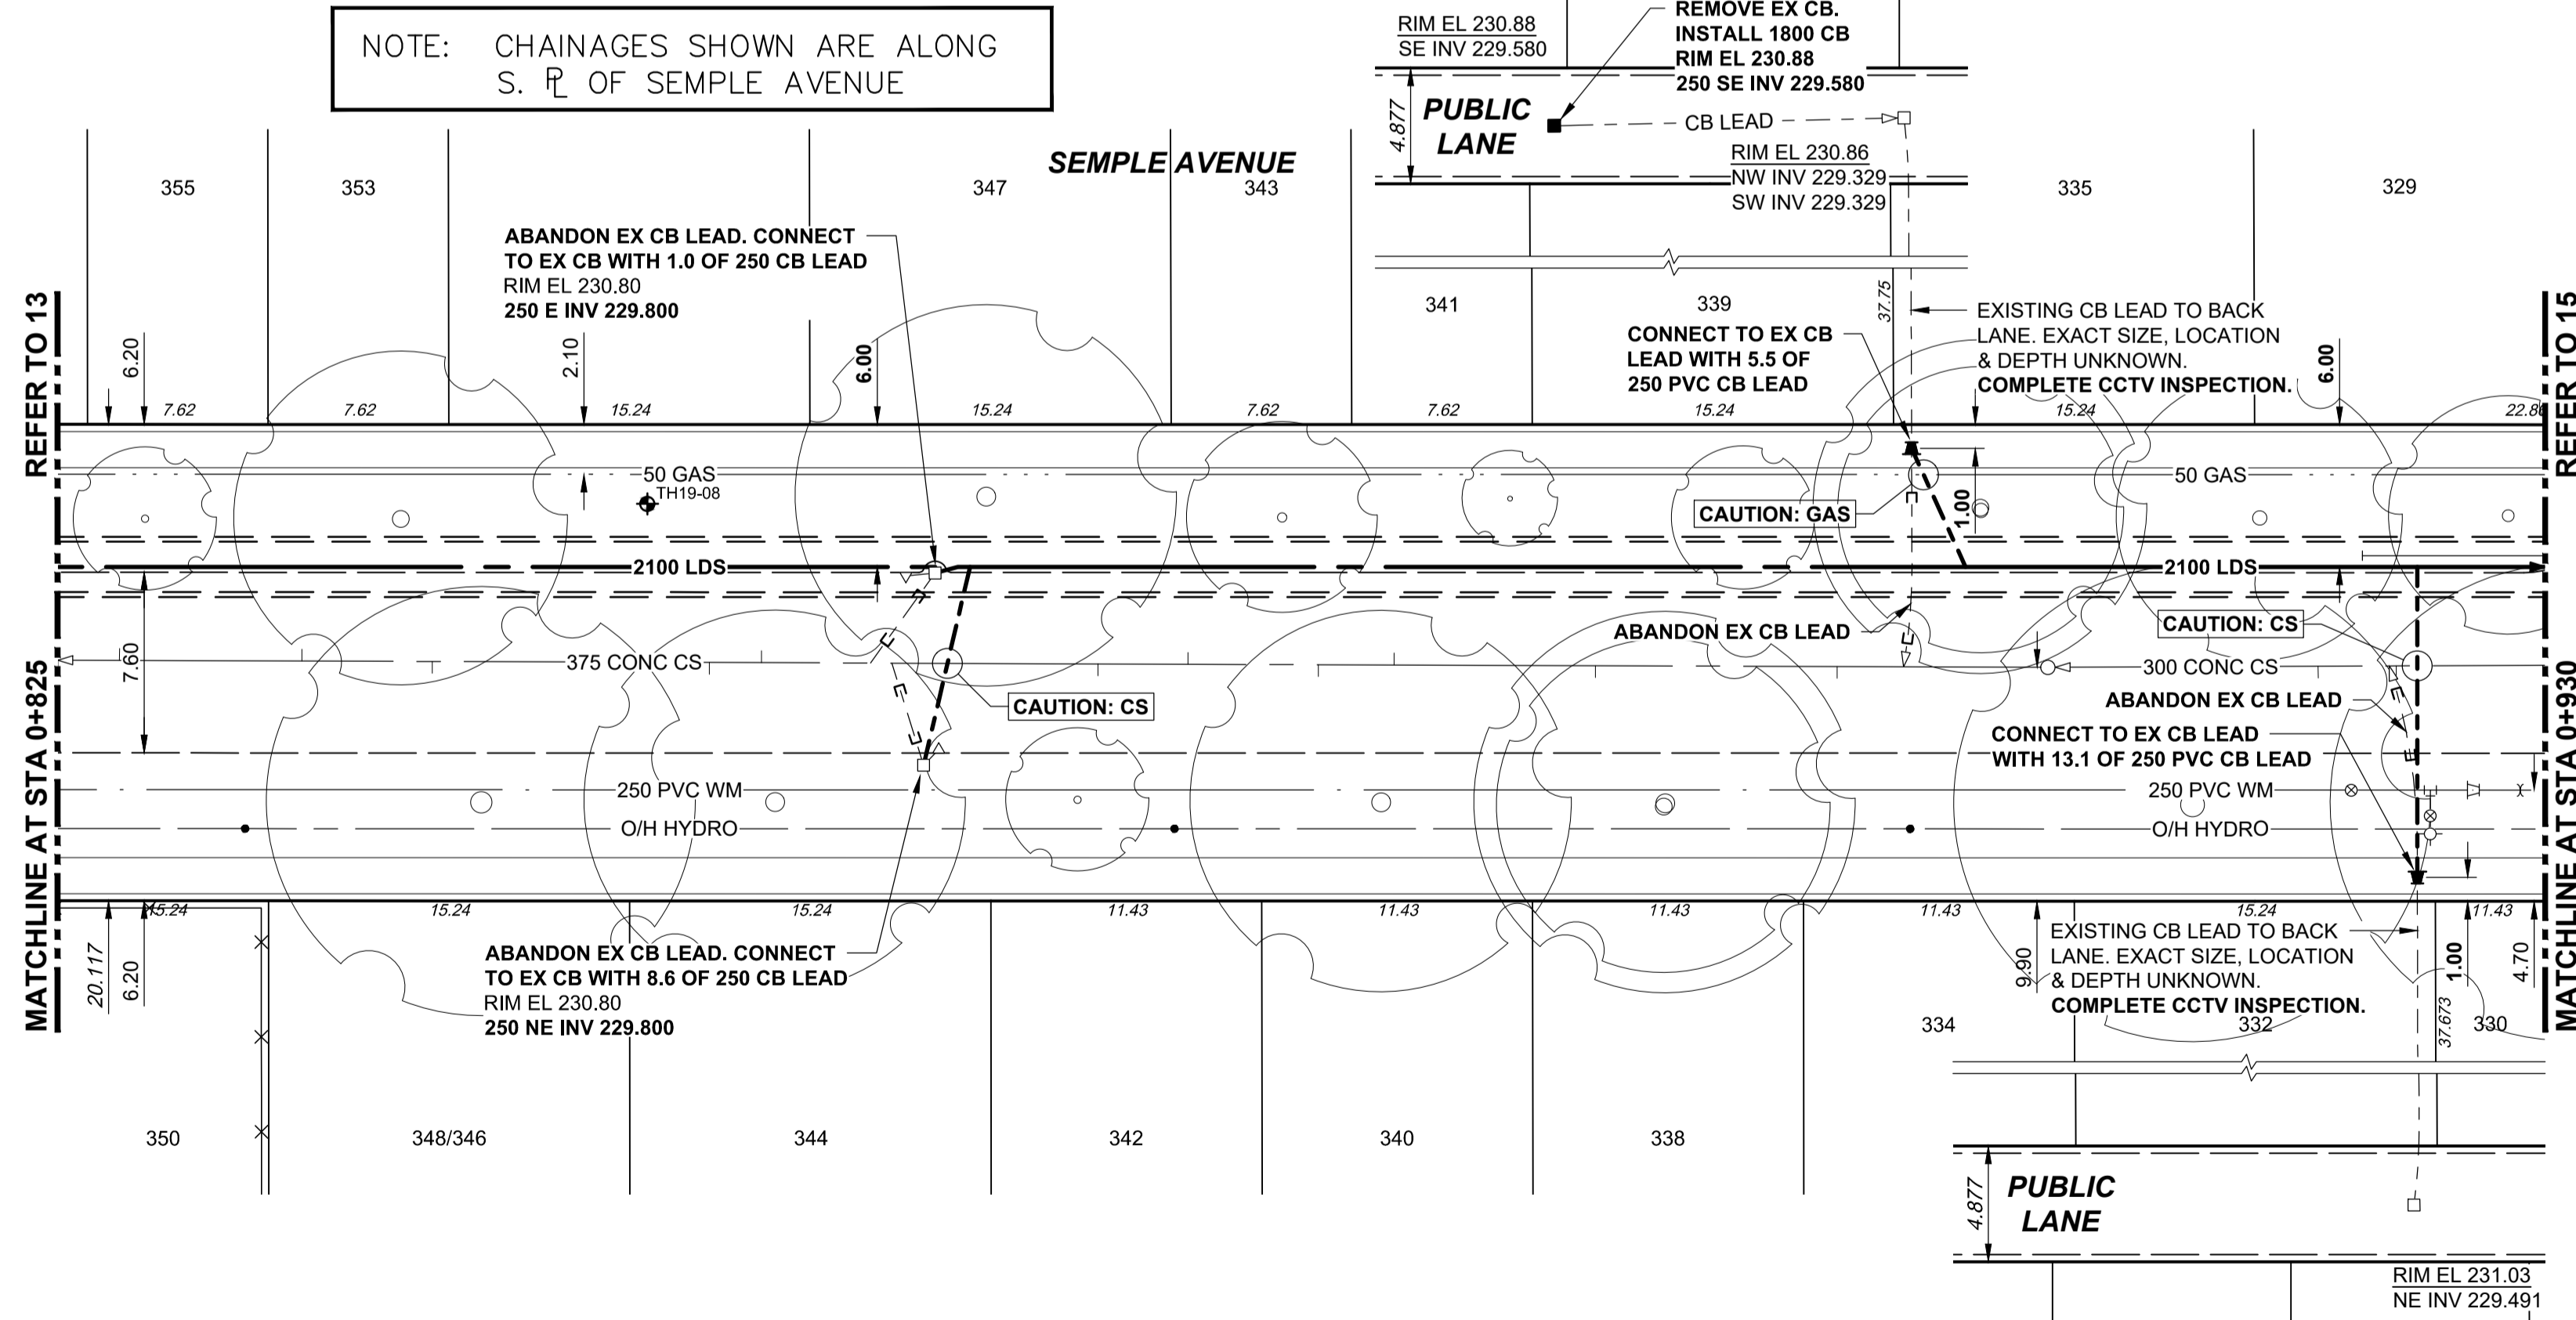 NOTE: CHAINAGES SHOWN ARE ALONG
S. ℄ OF SEMPLE AVENUE
RIM EL 230.88
SE INV 229.580
REMOVE EX CB.
INSTALL 1800 CB
RIM EL 230.88
250 SE INV 229.580
4.877
PUBLIC
LANE
CB LEAD
RIM EL 230.86
NW INV 229.329
SW INV 229.329
SEMPLE AVENUE
355
353
347
343
335
329
ABANDON EX CB LEAD. CONNECT
TO EX CB WITH 1.0 OF 250 CB LEAD
RIM EL 230.80
250 E INV 229.800
341
339
37.75
CONNECT TO EX CB
LEAD WITH 5.5 OF
250 PVC CB LEAD
EXISTING CB LEAD TO BACK
LANE. EXACT SIZE, LOCATION
& DEPTH UNKNOWN.
COMPLETE CCTV INSPECTION.
REFER TO 13
REFER TO 15
6.20
2.10
6.00
6.00
7.62
7.62
15.24
15.24
7.62
7.62
15.24
15.24
50 GAS
TH19-08
50 GAS
CAUTION: GAS
1.00
2100 LDS
2100 LDS
7.60
375 CONC CS
CAUTION: CS
ABANDON EX CB LEAD
CAUTION: CS
300 CONC CS
ABANDON EX CB LEAD
CONNECT TO EX CB LEAD
WITH 13.1 OF 250 PVC CB LEAD
250 PVC WM
250 PVC WM
O/H HYDRO
O/H HYDRO
MATCHLINE AT STA 0+825
MATCHLINE AT STA 0+930
15.24
15.24
15.24
11.43
11.43
11.43
11.43
15.24
11.43
20.117
6.20
ABANDON EX CB LEAD. CONNECT
TO EX CB WITH 8.6 OF 250 CB LEAD
RIM EL 230.80
250 NE INV 229.800
9.90
EXISTING CB LEAD TO BACK
LANE. EXACT SIZE, LOCATION
& DEPTH UNKNOWN.
COMPLETE CCTV INSPECTION.
1.00
4.70
37.673
334
332
330
350
348/346
344
342
340
338
4.877
PUBLIC
LANE
RIM EL 231.03
NE INV 229.491